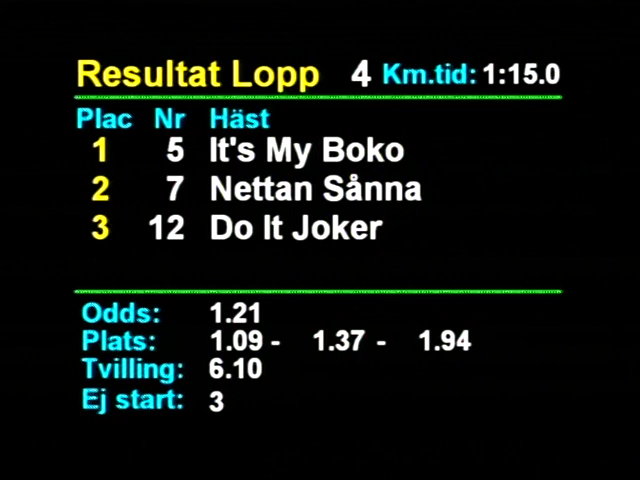 Resultat Lopp 4 Km.tid: 1:15.0
Plac Nr Häst
1 5 It's My Boko
2 7 Nettan Sånna
3 12 Do It Joker
Odds: 1.21
Plats: 1.09 - 1.37 - 1.94
Tvilling: 6.10
Ej start: 3